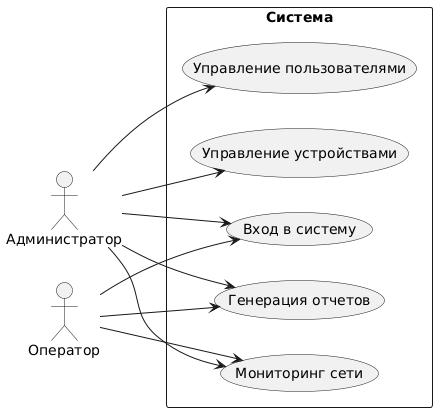 Система
Управление пользователями
Управление устройствами
Администратор
Вход в систему
Генерация отчетов
Оператор
Мониторинг сети